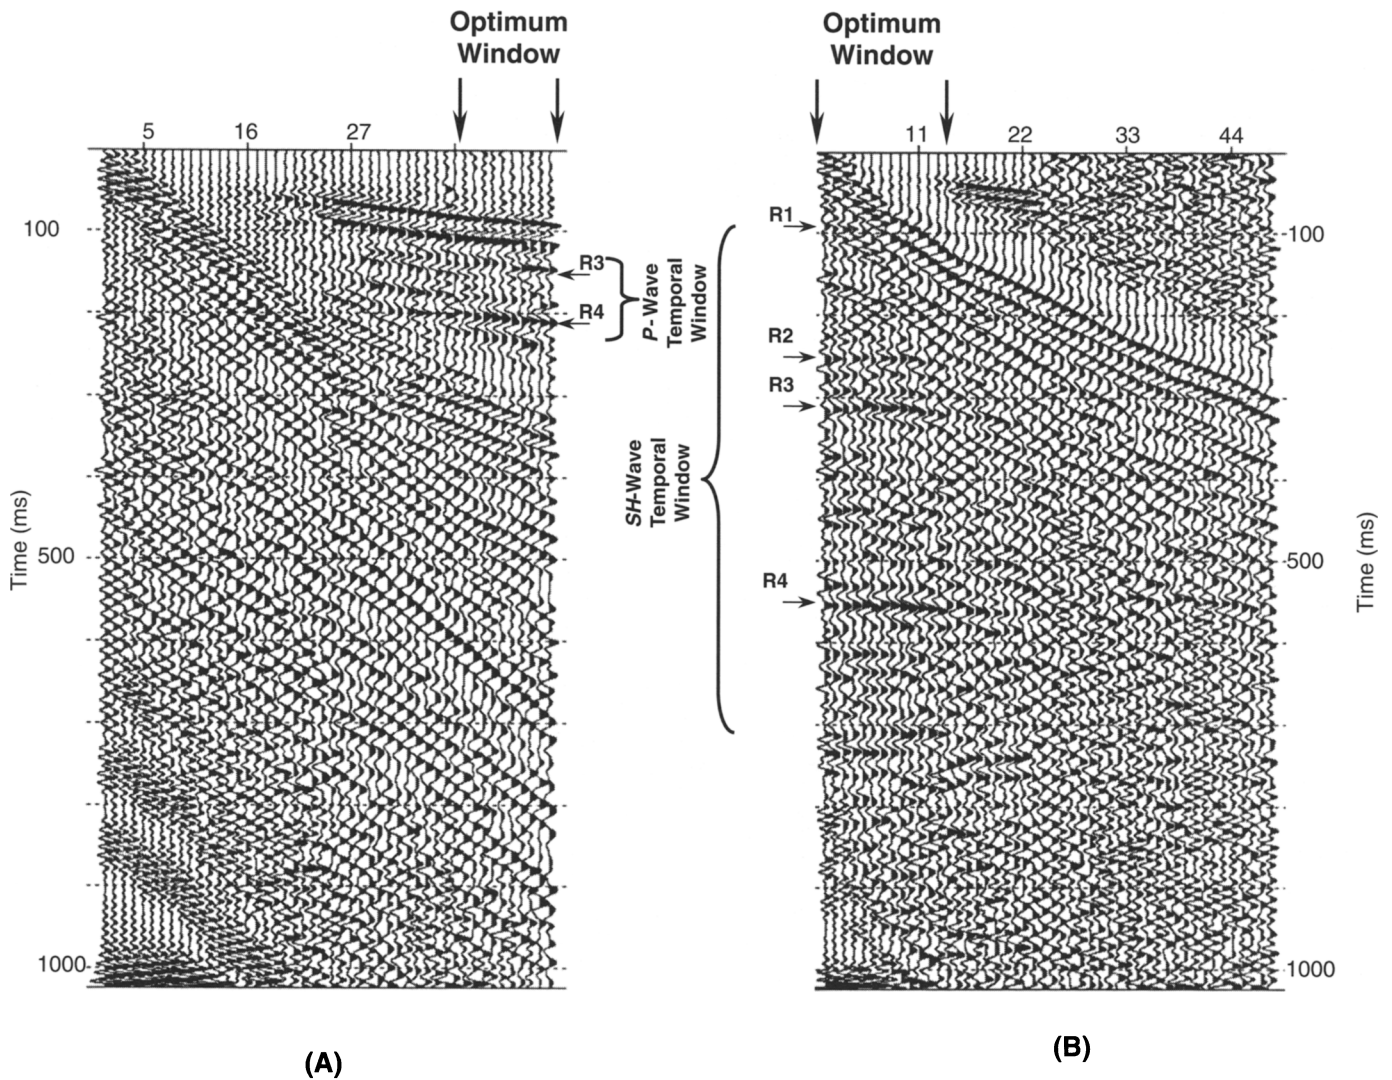 Optimum
Window
5 16 27
100
500
1000
Time (ms)
R3
R4
P- Wave
Temporal
Window
(A)
Optimum
Window
11 22 33 44
R1
R2
R3
R4
SH-Wave
Temporal
Window
100
500
1000
Time (ms)
(B)